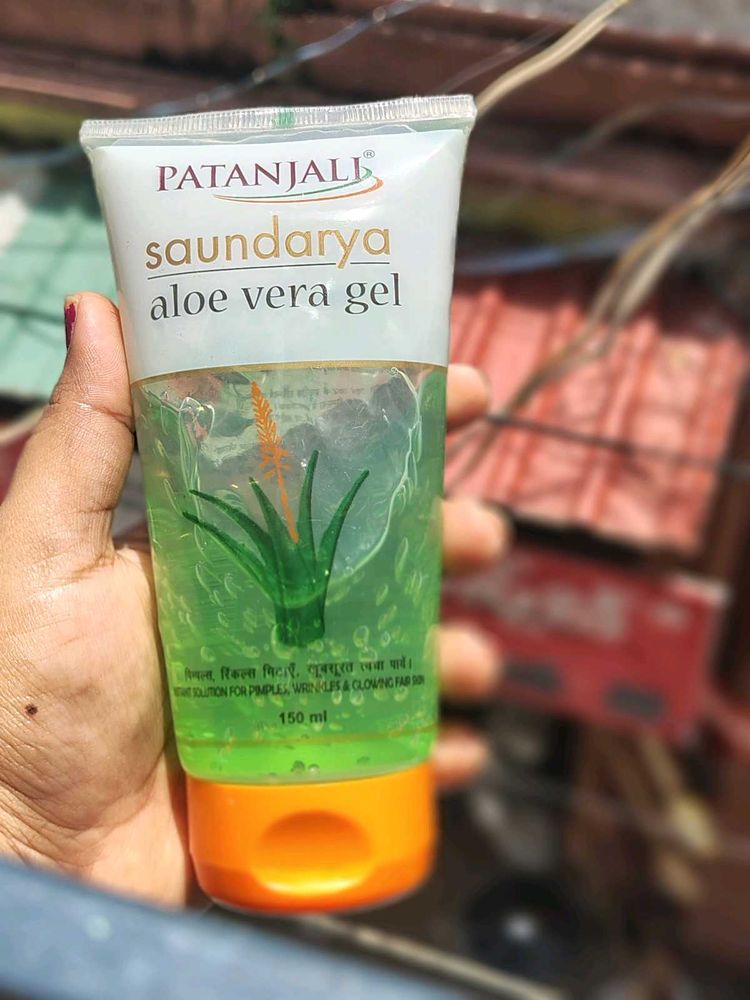 PATANJALI®
saundarya
aloe vera gel
पिम्पल्स, रिंकल्स मिटाएँ, खूबसूरत त्वचा पायें।
INSTANT SOLUTION FOR PIMPLES, WRINKLES & GLOWING FAIR SKIN
150 ml